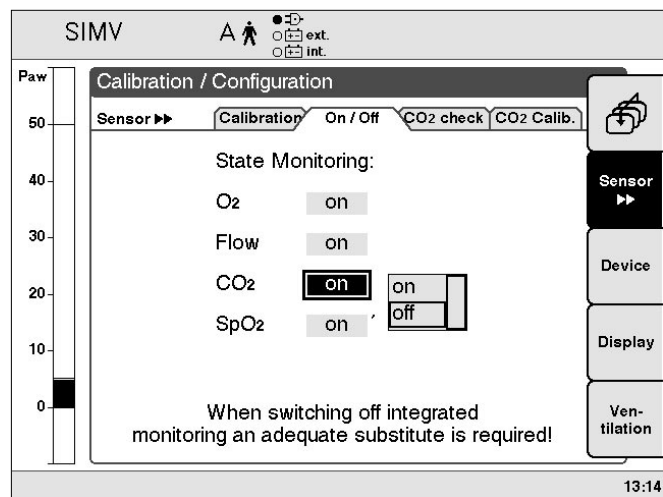 SIMV A ext.
int.
Paw
Calibration / Configuration
Sensor ▶▶ Calibration On / Off CO2 check CO2 Calib.
State Monitoring:
O2 on
Flow on
CO2 on on
off
SpO2 on
When switching off integrated
monitoring an adequate substitute is required!
50
40
30
20
10
0
Sensor
▶▶
Device
Display
Ven-
tilation
13:14